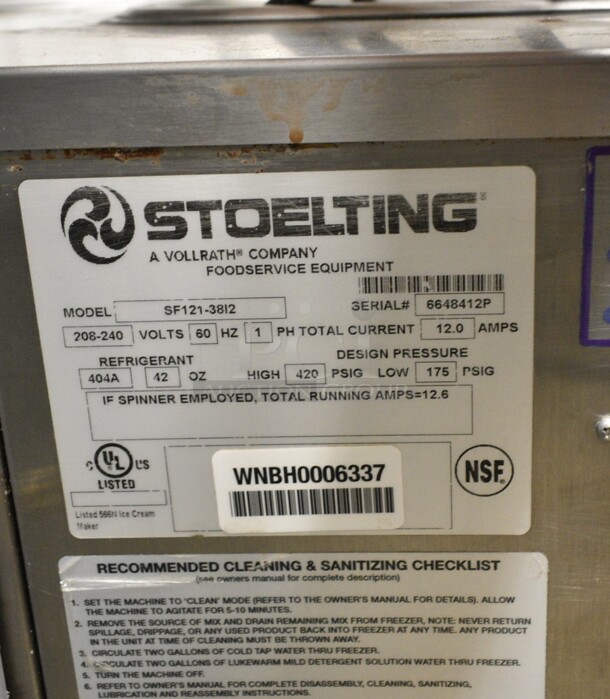 STOELTING®
A VOLLRATH® COMPANY
FOODSERVICE EQUIPMENT
MODEL SF121-38I2 SERIAL# 6648412P
208-240 VOLTS 60 HZ 1 PH TOTAL CURRENT 12.0 AMPS
REFRIGERANT DESIGN PRESSURE
404A 42 OZ HIGH 420 PSIG LOW 175 PSIG
IF SPINNER EMPLOYED, TOTAL RUNNING AMPS=12.6
C UL US
LISTED
Listed 566N Ice Cream
Maker
WNBH0006337
NSF®
RECOMMENDED CLEANING & SANITIZING CHECKLIST
(see owners manual for complete description)
1. SET THE MACHINE TO 'CLEAN' MODE (REFER TO THE OWNER'S MANUAL FOR DETAILS). ALLOW
THE MACHINE TO AGITATE FOR 5-10 MINUTES.
2. REMOVE THE SOURCE OF MIX AND DRAIN REMAINING MIX FROM FREEZER, NOTE: NEVER RETURN
SPILLAGE, DRIPPAGE, OR ANY USED PRODUCT BACK INTO FREEZER AT ANY TIME. ANY PRODUCT
IN THE UNIT AT TIME OF CLEANING MUST BE THROWN AWAY.
3. CIRCULATE TWO GALLONS OF COLD TAP WATER THRU FREEZER.
4. CIRCULATE TWO GALLONS OF LUKEWARM MILD DETERGENT SOLUTION WATER THRU FREEZER.
5. TURN THE MACHINE OFF.
6. REFER TO OWNER'S MANUAL FOR COMPLETE DISASSEMBLY, CLEANING, SANITIZING,
LUBRICATION AND REASSEMBLY INSTRUCTIONS.